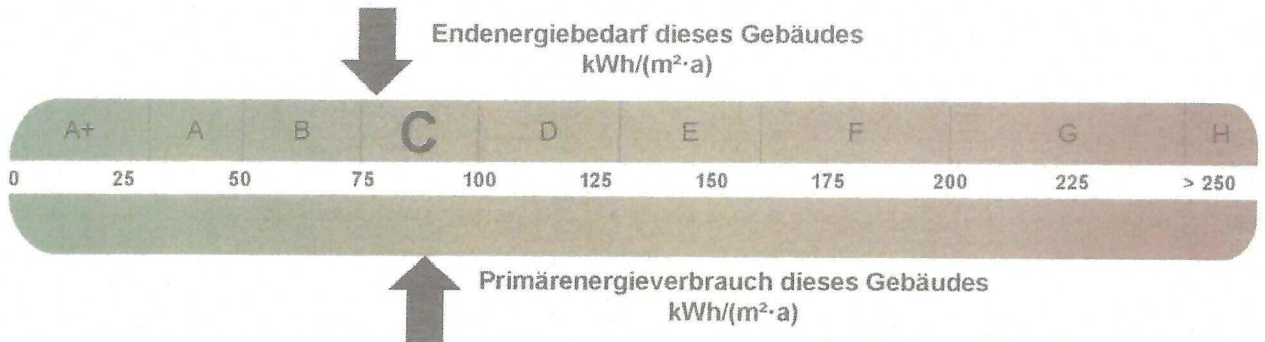 Endenergiebedarf dieses Gebäudes
kWh/(m²·a)
A+ A B C D E F G H
0 25 50 75 100 125 150 175 200 225 > 250
Primärenergieverbrauch dieses Gebäudes
kWh/(m²·a)